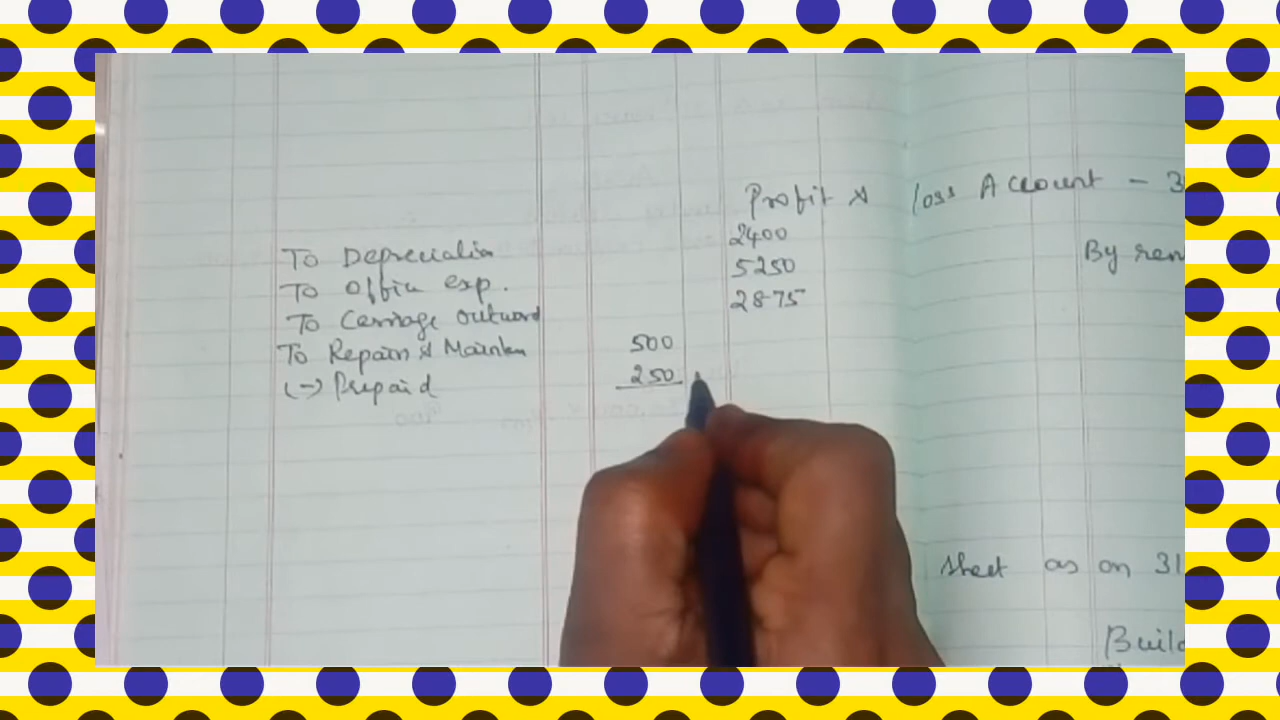 Profit & loss Account - 3
2400
To Depreciation By ren
To Office exp. 5250
To Carriage outward 2875
To Repair & Mainten 500
(-) Prepaid 250
sheet as on 31
Build